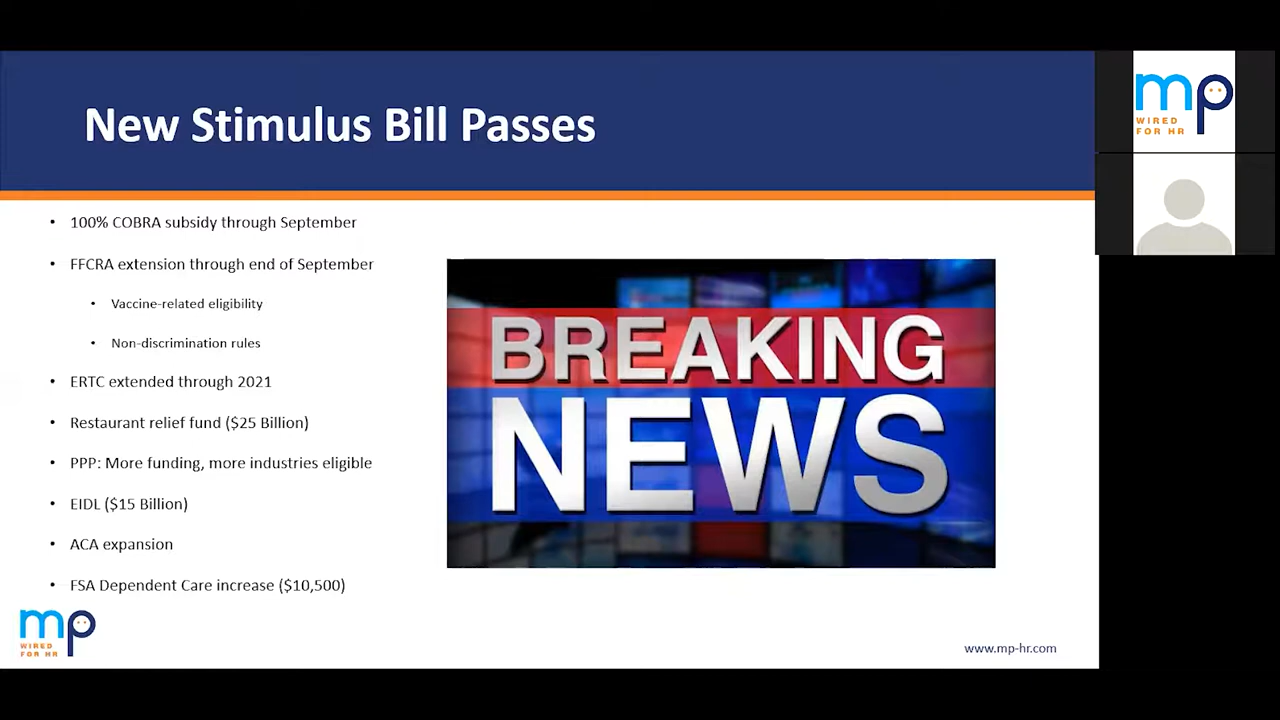 New Stimulus Bill Passes
• 100% COBRA subsidy through September
• FFCRA extension through end of September
• Vaccine-related eligibility
• Non-discrimination rules
• ERTC extended through 2021
• Restaurant relief fund ($25 Billion)
• PPP: More funding, more industries eligible
• EIDL ($15 Billion)
• ACA expansion
• FSA Dependent Care increase ($10,500)
BREAKING
NEWS
mp
WIRED
FOR HR
www.mp-hr.com
mp
WIRED
FOR HR